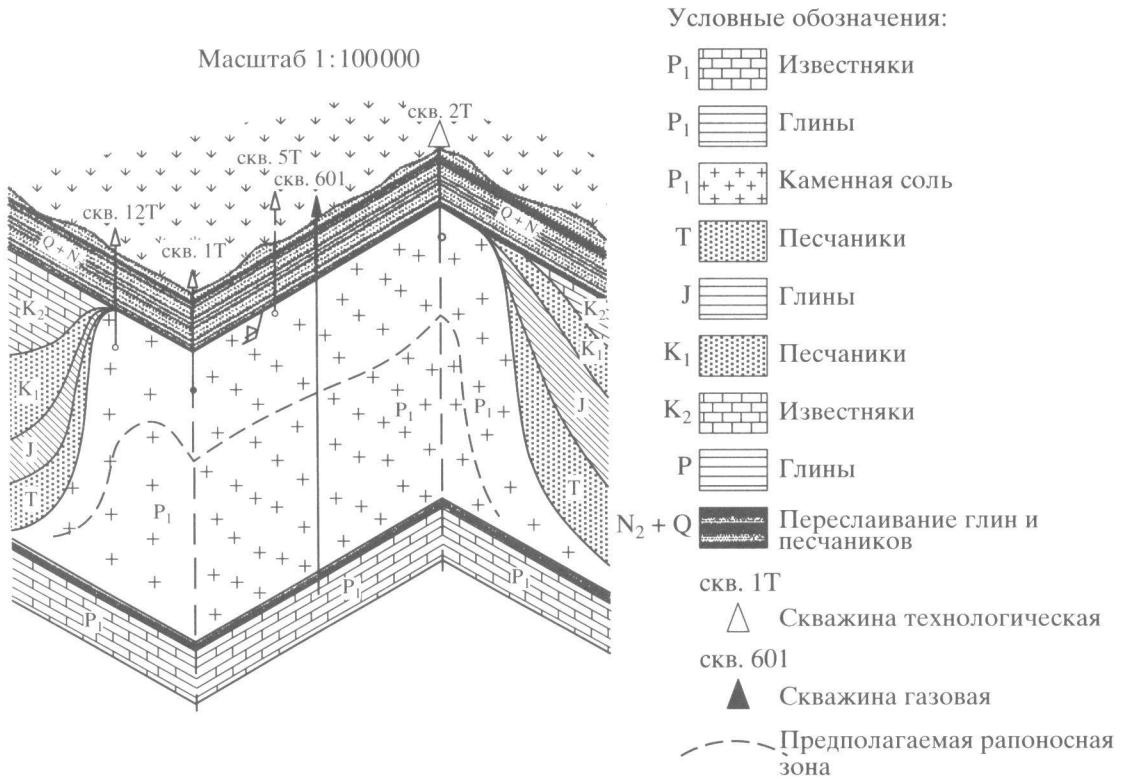 Масштаб 1:100000
скв. 2Т
скв. 5Т
скв. 601
скв. 12Т
скв. 1Т
Q + N
Q + N
K₂
K₁
J
T
P₁
P₁
P₁
P₁
P₁
P₁
P₁
K₂
K₁
J
T
Условные обозначения:
P₁ Известняки
P₁ Глины
P₁ Каменная соль
T Песчаники
J Глины
K₁ Песчаники
K₂ Известняки
P Глины
N₂ + Q Переслаивание глин и
песчаников
скв. 1Т
Скважина технологическая
скв. 601
Скважина газовая
Предполагаемая рапоносная
зона